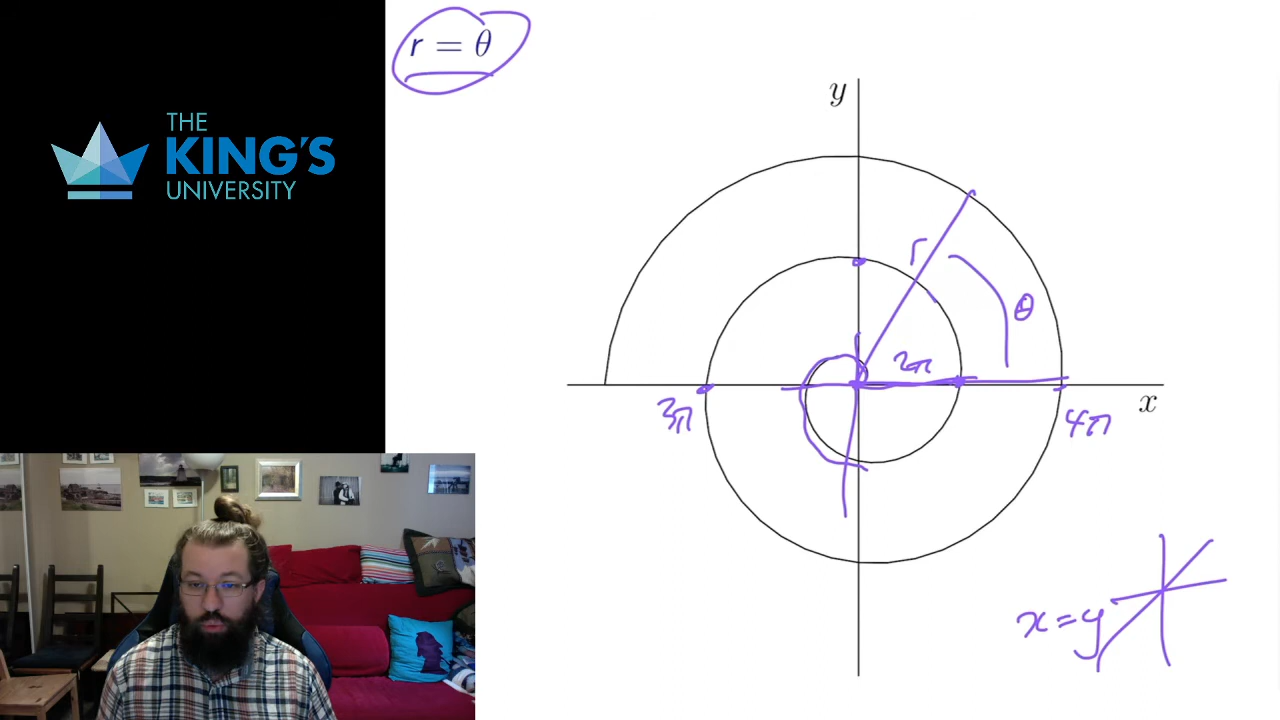 THE
KING'S
UNIVERSITY
r = θ
y
r
θ
2π
3π
x
4π
x=y